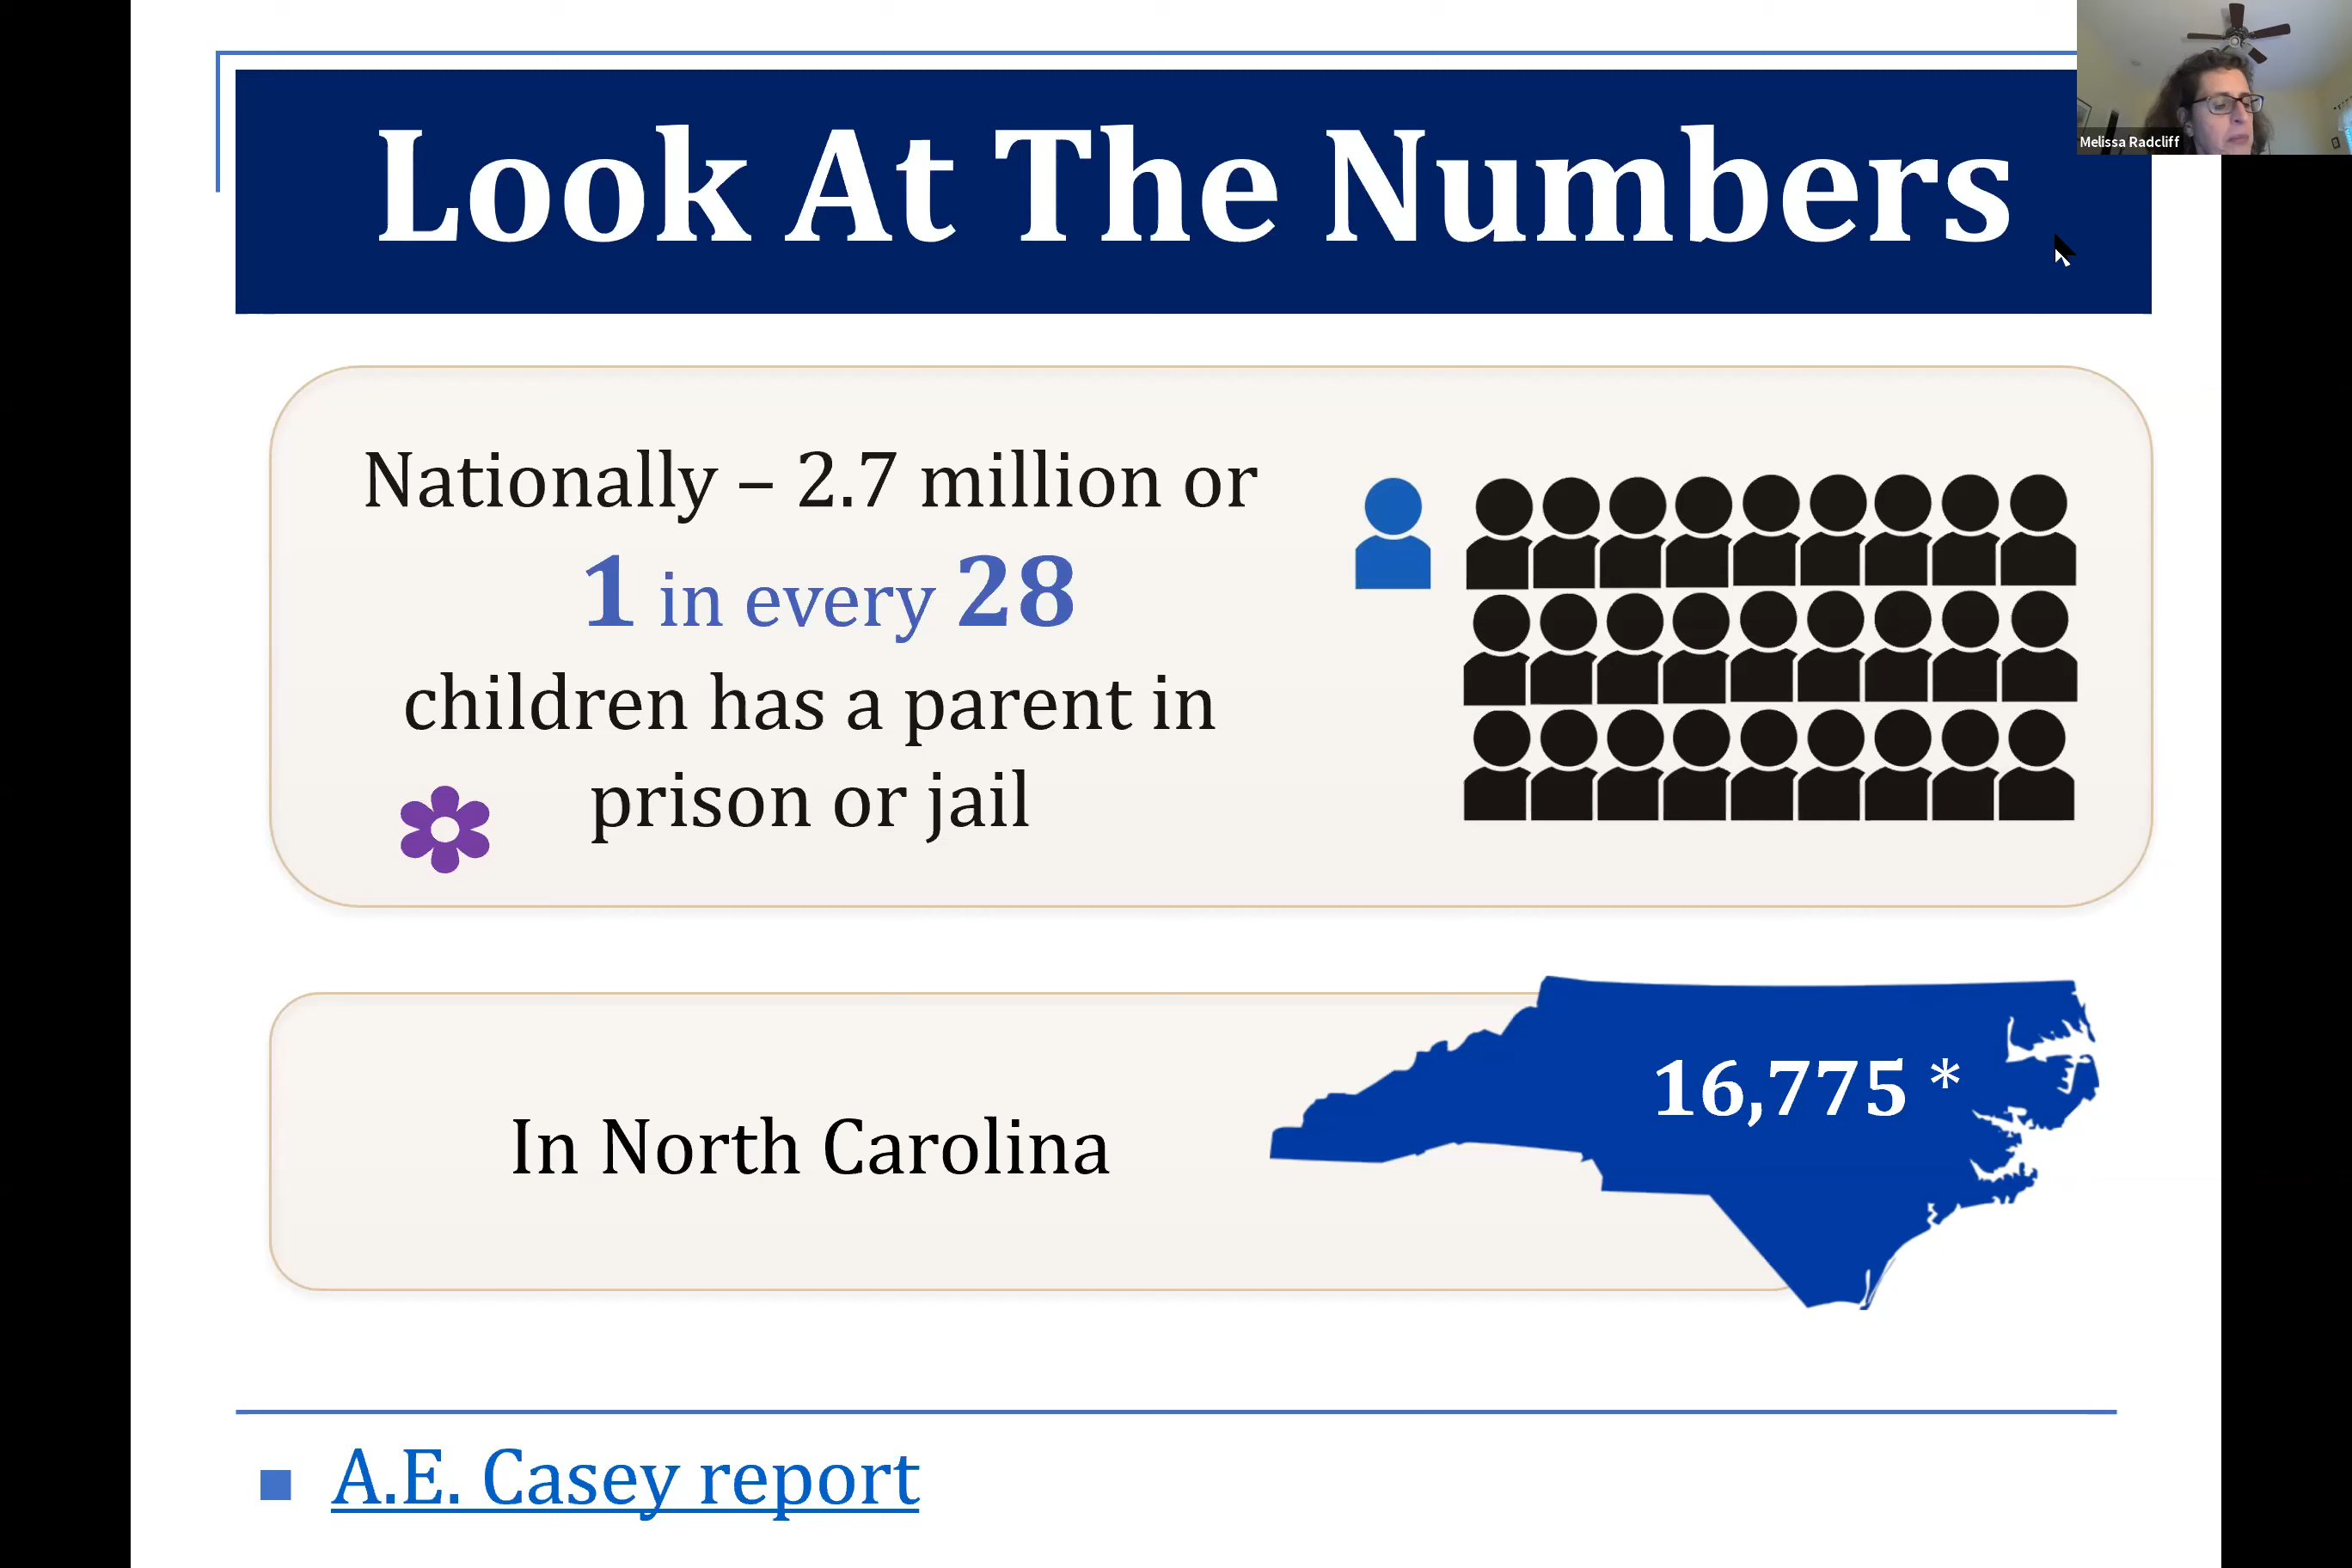 Look At The Numbers
Melissa Radcliff
Nationally – 2.7 million or
1 in every 28
children has a parent in
prison or jail
In North Carolina
16,775 *
A.E. Casey report